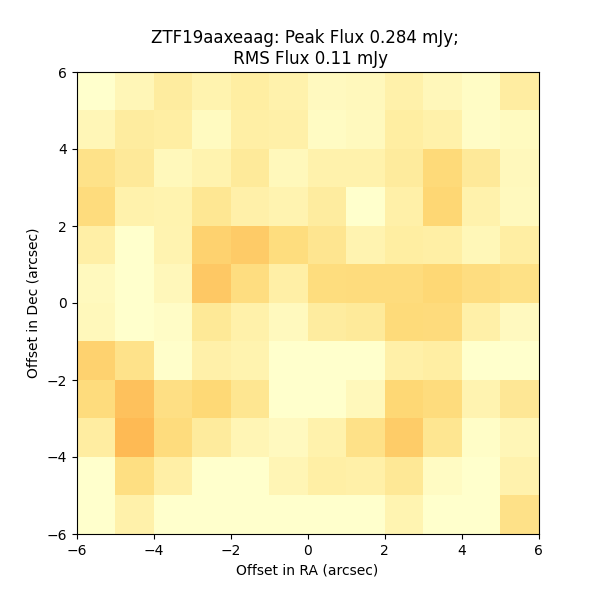 ZTF19aaxeaag: Peak Flux 0.284 mJy;
RMS Flux 0.11 mJy
6
4
2
0
−2
−4
−6
Offset in Dec (arcsec)
−6 −4 −2 0 2 4 6
Offset in RA (arcsec)